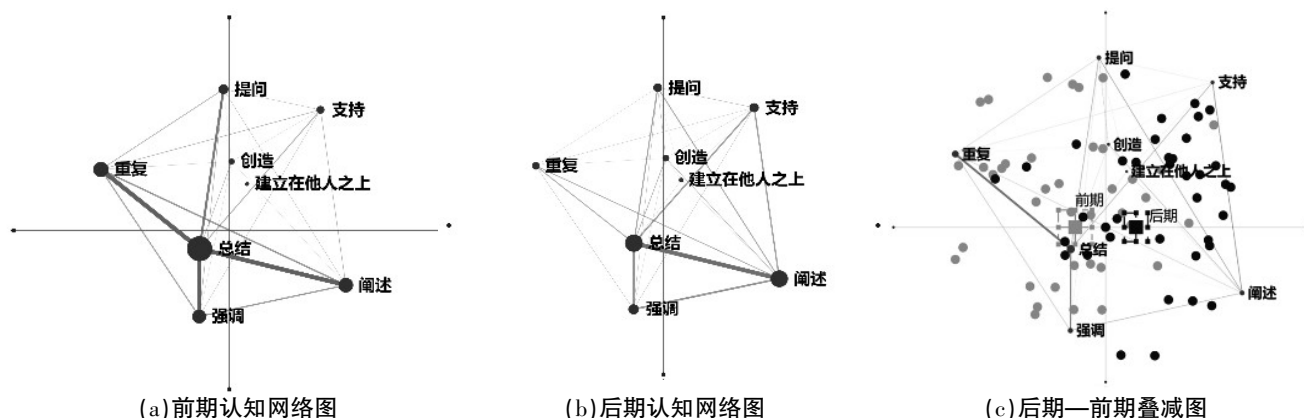 提问
支持
重复
创造
建立在他人之上
总结
阐述
强调
(a)前期认知网络图
提问
支持
重复
创造
建立在他人之上
总结
阐述
强调
(b)后期认知网络图
提问
支持
重复
创造
建立在他人之上
前期
后期
总结
阐述
强调
(c)后期—前期叠减图